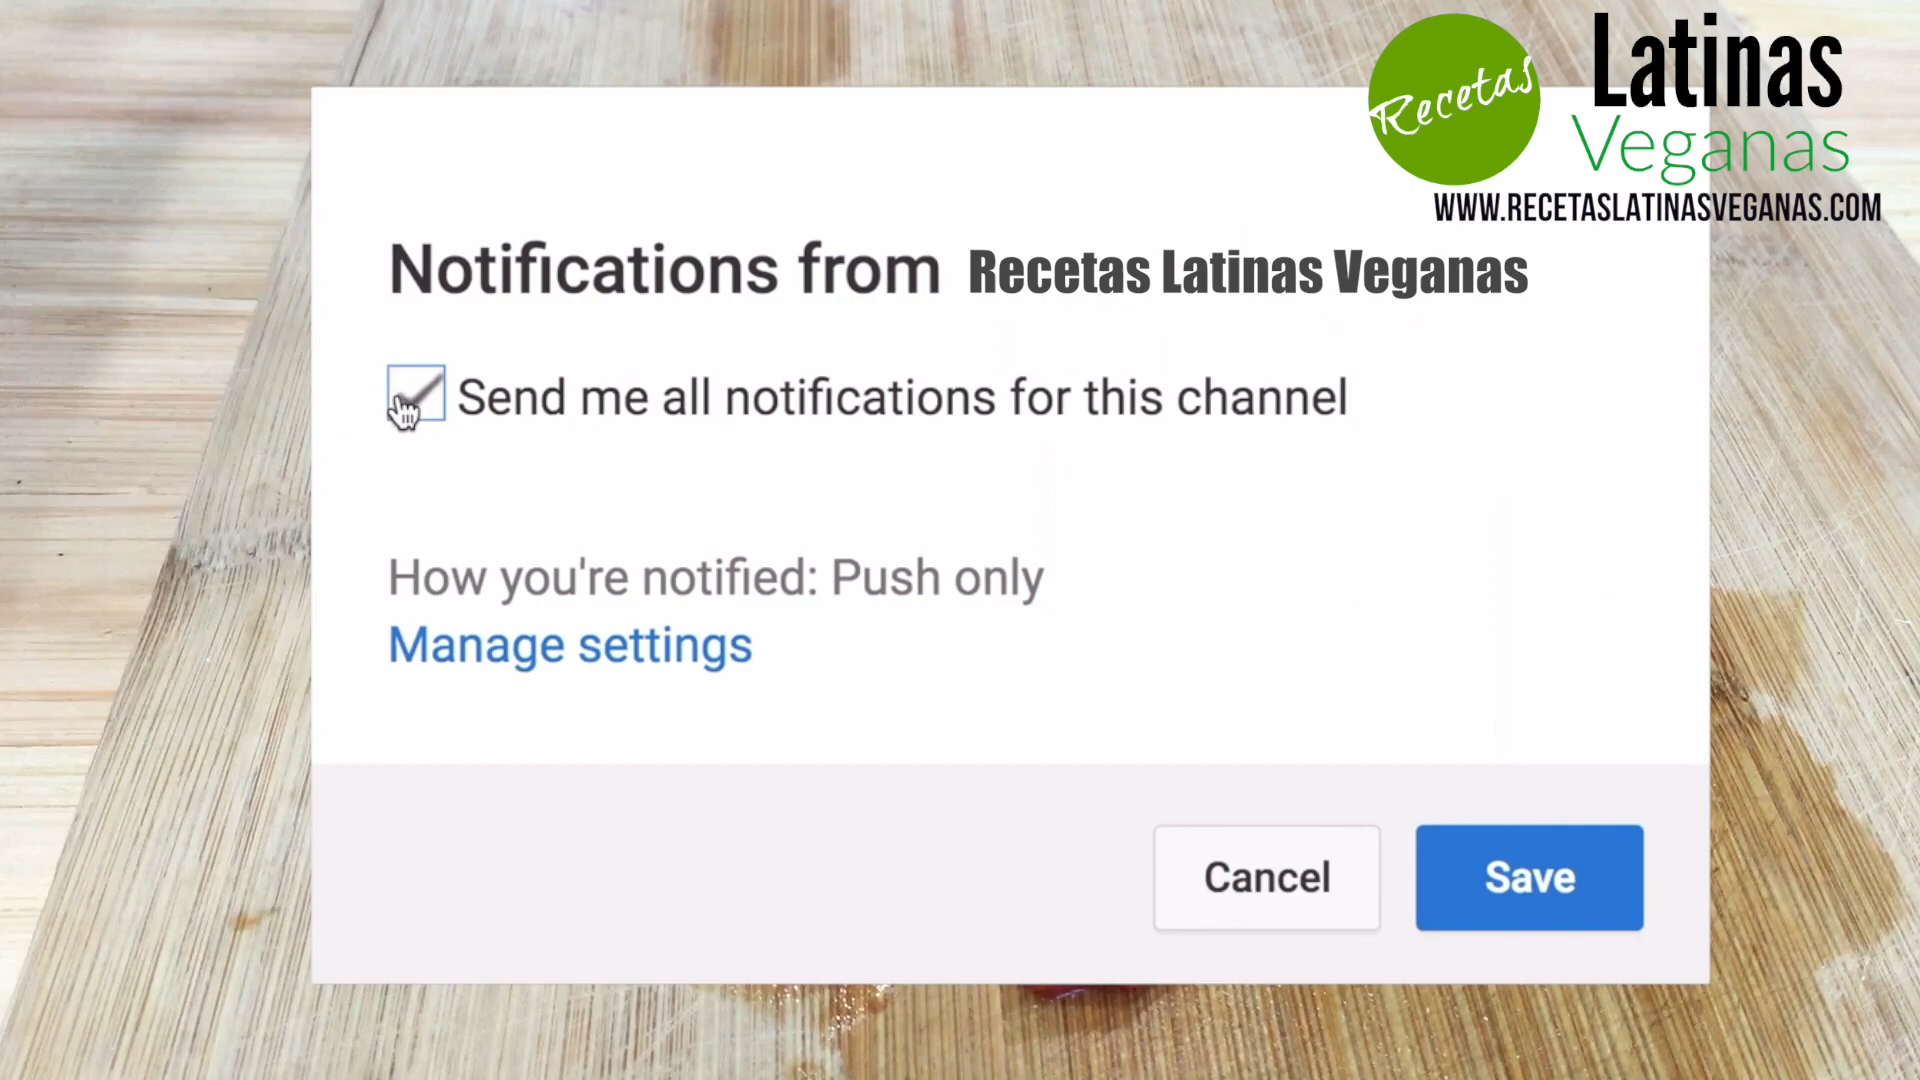 Recetas
Latinas
Veganas
WWW.RECETASLATINASVEGANAS.COM
Notifications from Recetas Latinas Veganas
Send me all notifications for this channel
How you're notified: Push only
Manage settings
Cancel
Save